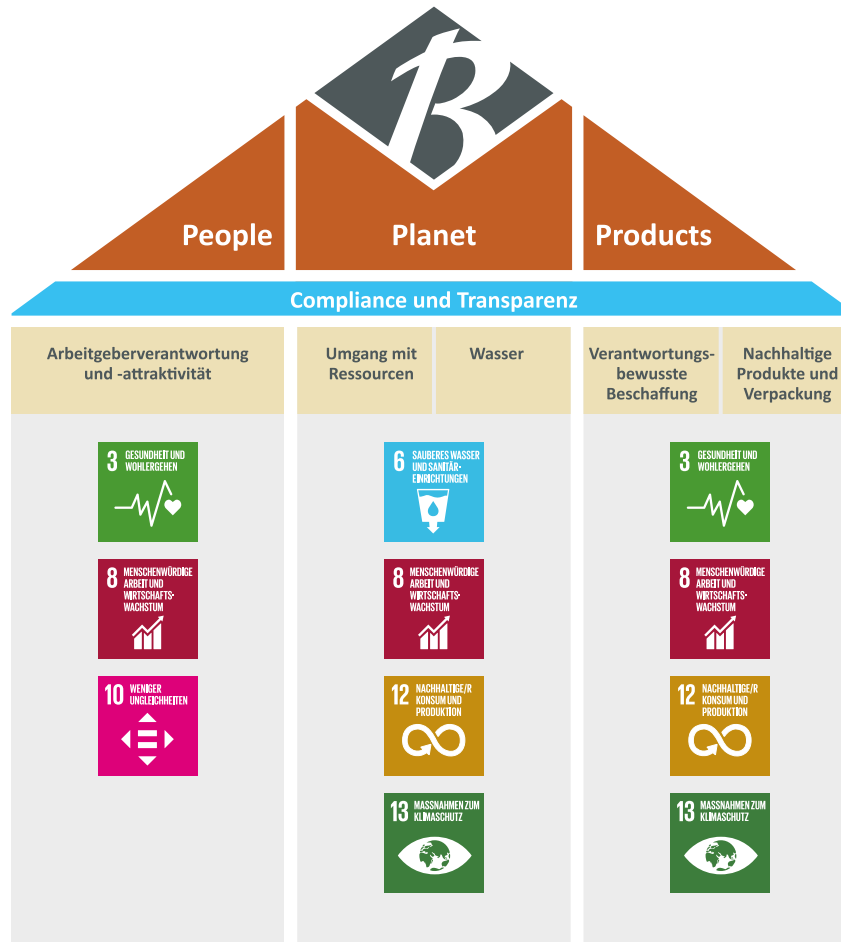 B
People
Planet
Products
Compliance und Transparenz
Arbeitgeberverantwortung
und -attraktivität
Umgang mit
Ressourcen
Wasser
Verantwortungs-
bewusste
Beschaffung
Nachhaltige
Produkte und
Verpackung
3 GESUNDHEIT UND
WOHLERGEHEN
8 MENSCHENWÜRDIGE
ARBEIT UND
WIRTSCHAFTS-
WACHSTUM
10 WENIGER
UNGLEICHHEITEN
6 SAUBERES WASSER
UND SANITÄR-
EINRICHTUNGEN
8 MENSCHENWÜRDIGE
ARBEIT UND
WIRTSCHAFTS-
WACHSTUM
12 NACHHALTIGE/R
KONSUM UND
PRODUKTION
13 MASSNAHMEN ZUM
KLIMASCHUTZ
3 GESUNDHEIT UND
WOHLERGEHEN
8 MENSCHENWÜRDIGE
ARBEIT UND
WIRTSCHAFTS-
WACHSTUM
12 NACHHALTIGE/R
KONSUM UND
PRODUKTION
13 MASSNAHMEN ZUM
KLIMASCHUTZ